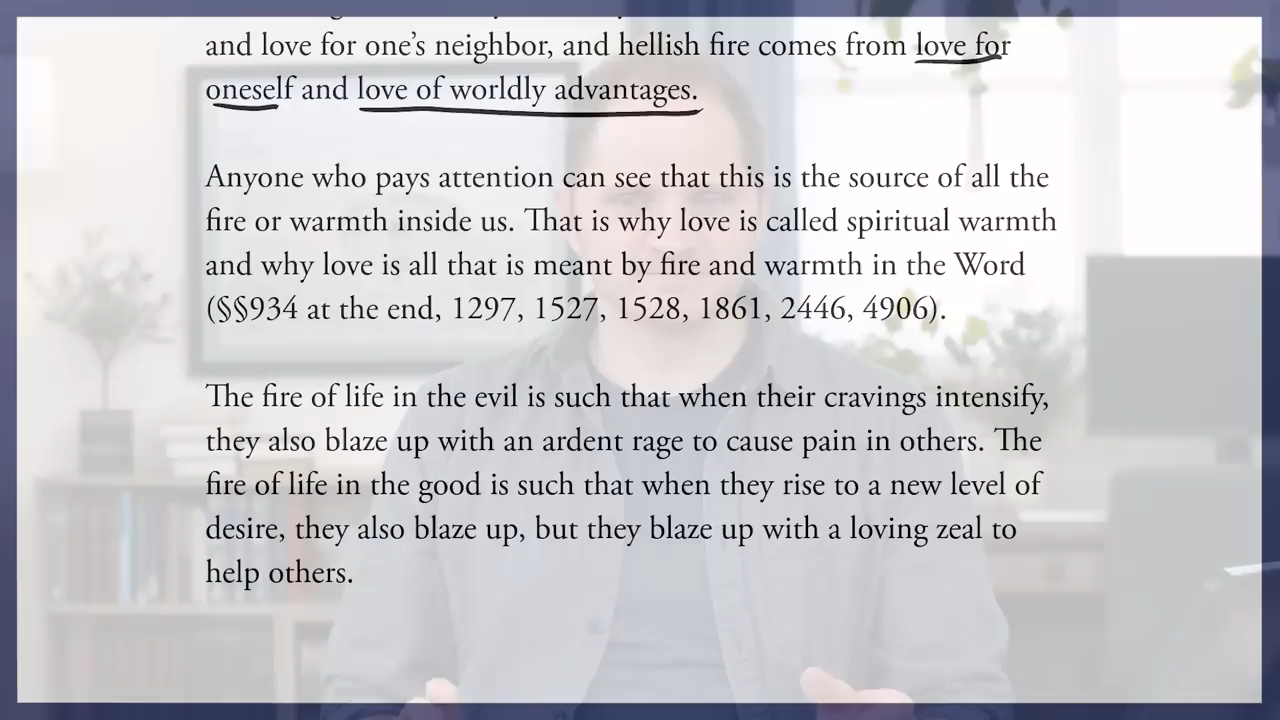 and love for one’s neighbor, and hellish fire comes from love for
oneself and love of worldly advantages.
Anyone who pays attention can see that this is the source of all the
fire or warmth inside us. That is why love is called spiritual warmth
and why love is all that is meant by fire and warmth in the Word
(§§934 at the end, 1297, 1527, 1528, 1861, 2446, 4906).
The fire of life in the evil is such that when their cravings intensify,
they also blaze up with an ardent rage to cause pain in others. The
fire of life in the good is such that when they rise to a new level of
desire, they also blaze up, but they blaze up with a loving zeal to
help others.